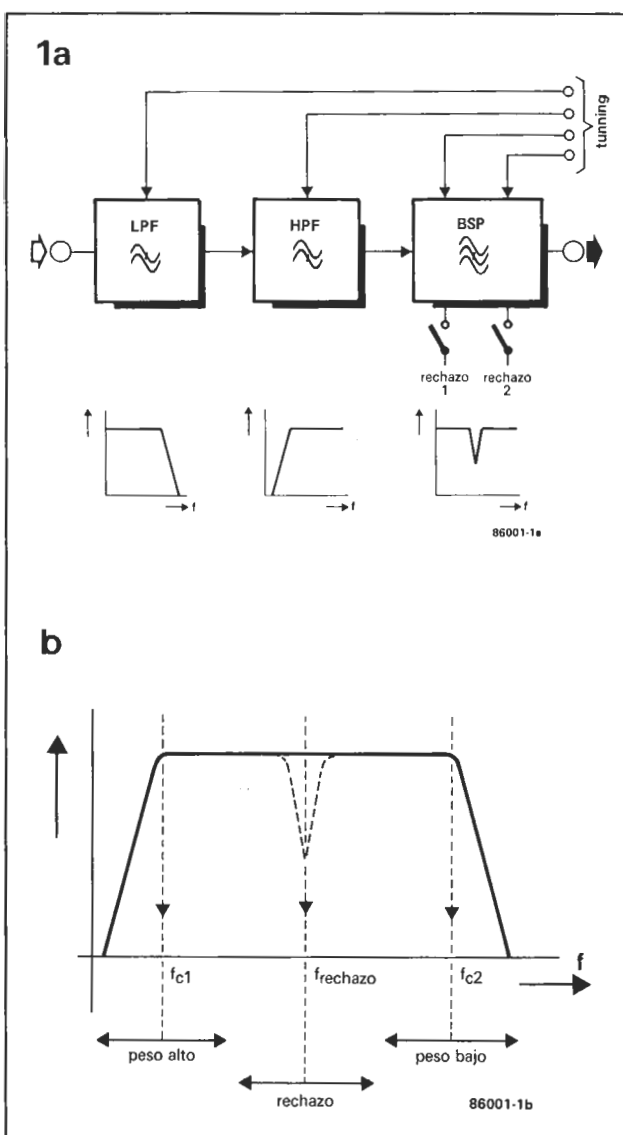 1a
tunning
LPF
HPF
BSP
rechazo
1
rechazo
2
f
f
f
86001-1a
b
f
fc1
frechazo
fc2
peso alto
peso bajo
rechazo
86001-1b